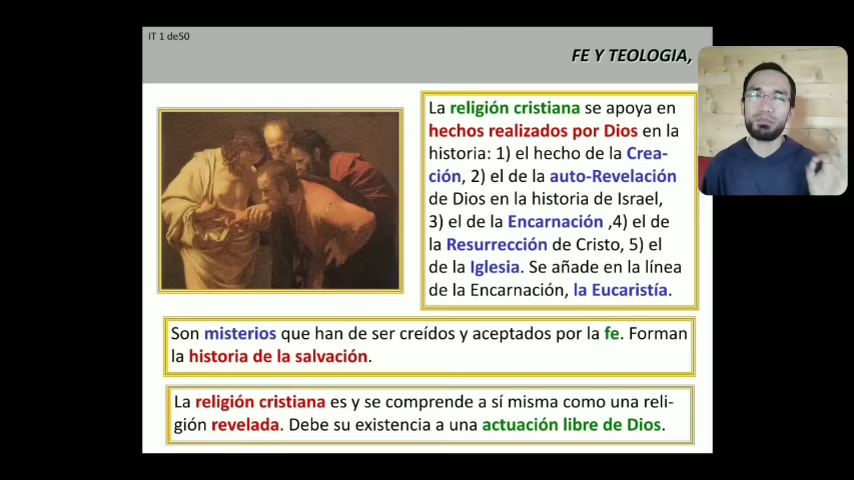 IT 1 de50
FE Y TEOLOGIA,
La religión cristiana se apoya en
hechos realizados por Dios en la
historia: 1) el hecho de la Crea-
ción, 2) el de la auto-Revelación
de Dios en la historia de Israel,
3) el de la Encarnación ,4) el de
la Resurrección de Cristo, 5) el
de la Iglesia. Se añade en la línea
de la Encarnación, la Eucaristía.
Son misterios que han de ser creídos y aceptados por la fe. Forman
la historia de la salvación.
La religión cristiana es y se comprende a sí misma como una reli-
gión revelada. Debe su existencia a una actuación libre de Dios.